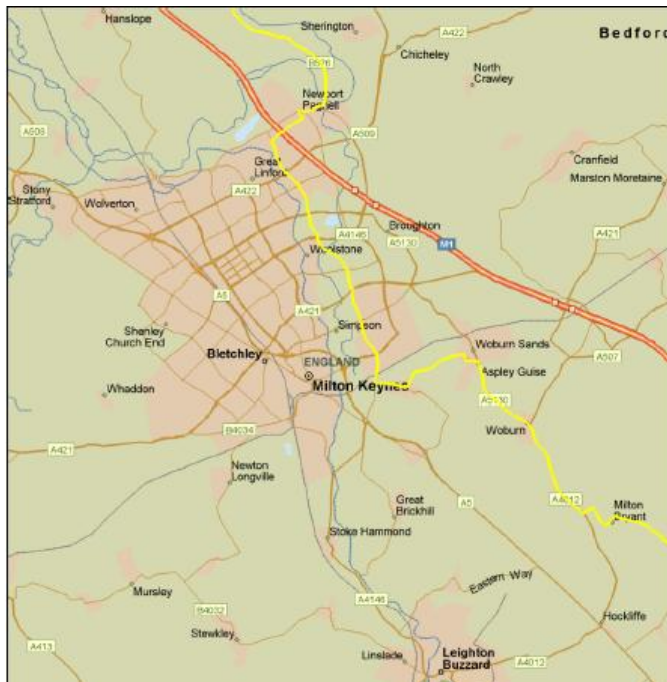 Hanslope
Sherington
A422
Bedford
Chicheley
B526
North
Crawley
Newport
Pagnell
A508
A509
Cranfield
Great
Linford
Marston Moretaine
A422
Stony
Stratford
Wolverton
Broughton
A421
A4146
A5130
M1
Woolstone
A5
A421
Shenley
Church End
Simpson
Woburn Sands
A507
Bletchley
ENGLAND
Aspley Guise
Milton Keynes
Whaddon
A5130
B4034
Woburn
A421
Newton
Longville
A5
A4012
Great
Brickhill
Milton
Bryant
Stoke Hammond
Eastern Way
Mursley
A4146
B4032
Hockliffe
Stewkley
A413
Linslade
Leighton
Buzzard
A4012